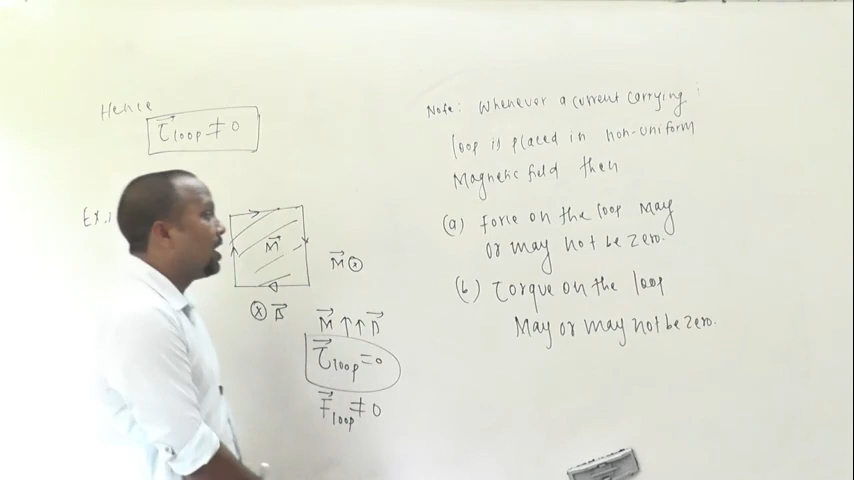 Hence
τ⃗loop ≠ 0
Ex.:
M⃗
M⃗ ⊗
⊗ B⃗
M⃗ ↑↑ B⃗
τ⃗loop = 0
F⃗loop ≠ 0
Note: Whenever a current carrying
loop is placed in non-uniform
Magnetic field then
(a) force on the loop May
or may not be zero.
(b) Torque on the loop
May or may not be zero.